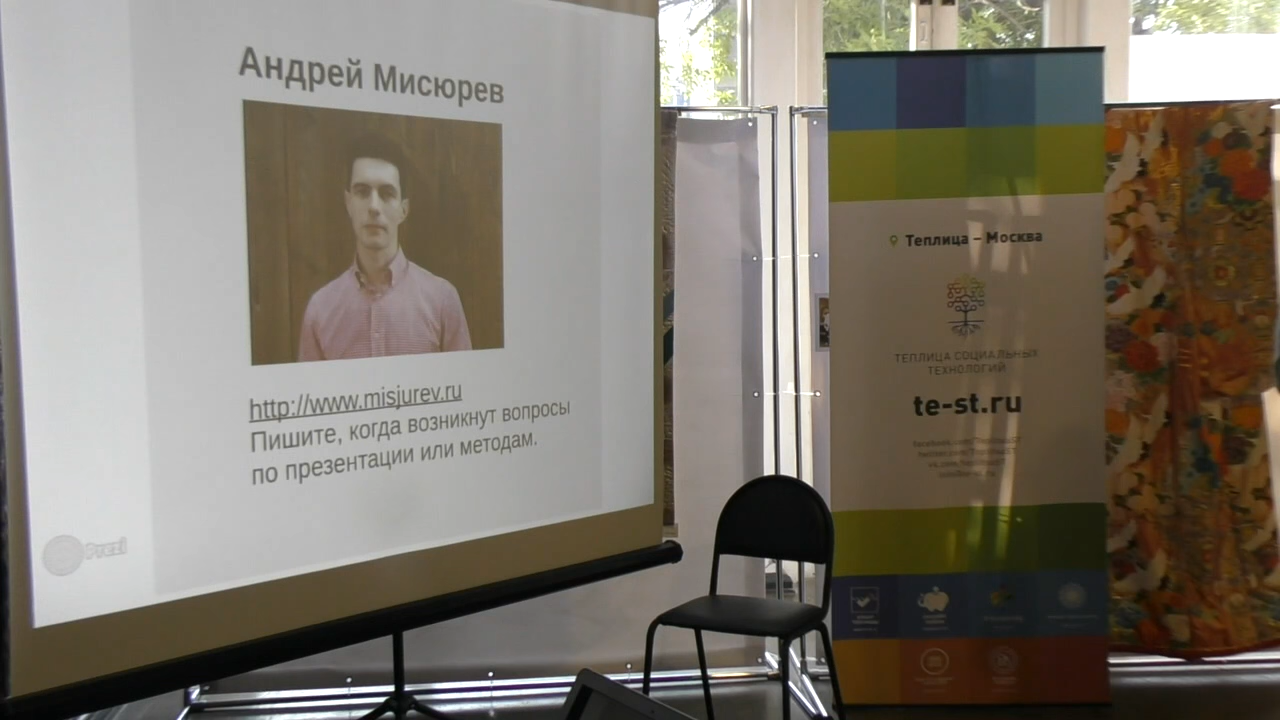 Андрей Мисюрев
http://www.misjurev.ru
Пишите, когда возникнут вопросы
по презентации или методам.
Prezi
Теплица – Москва
ТЕПЛИЦА СОЦИАЛЬНЫХ
ТЕХНОЛОГИЙ
te-st.ru